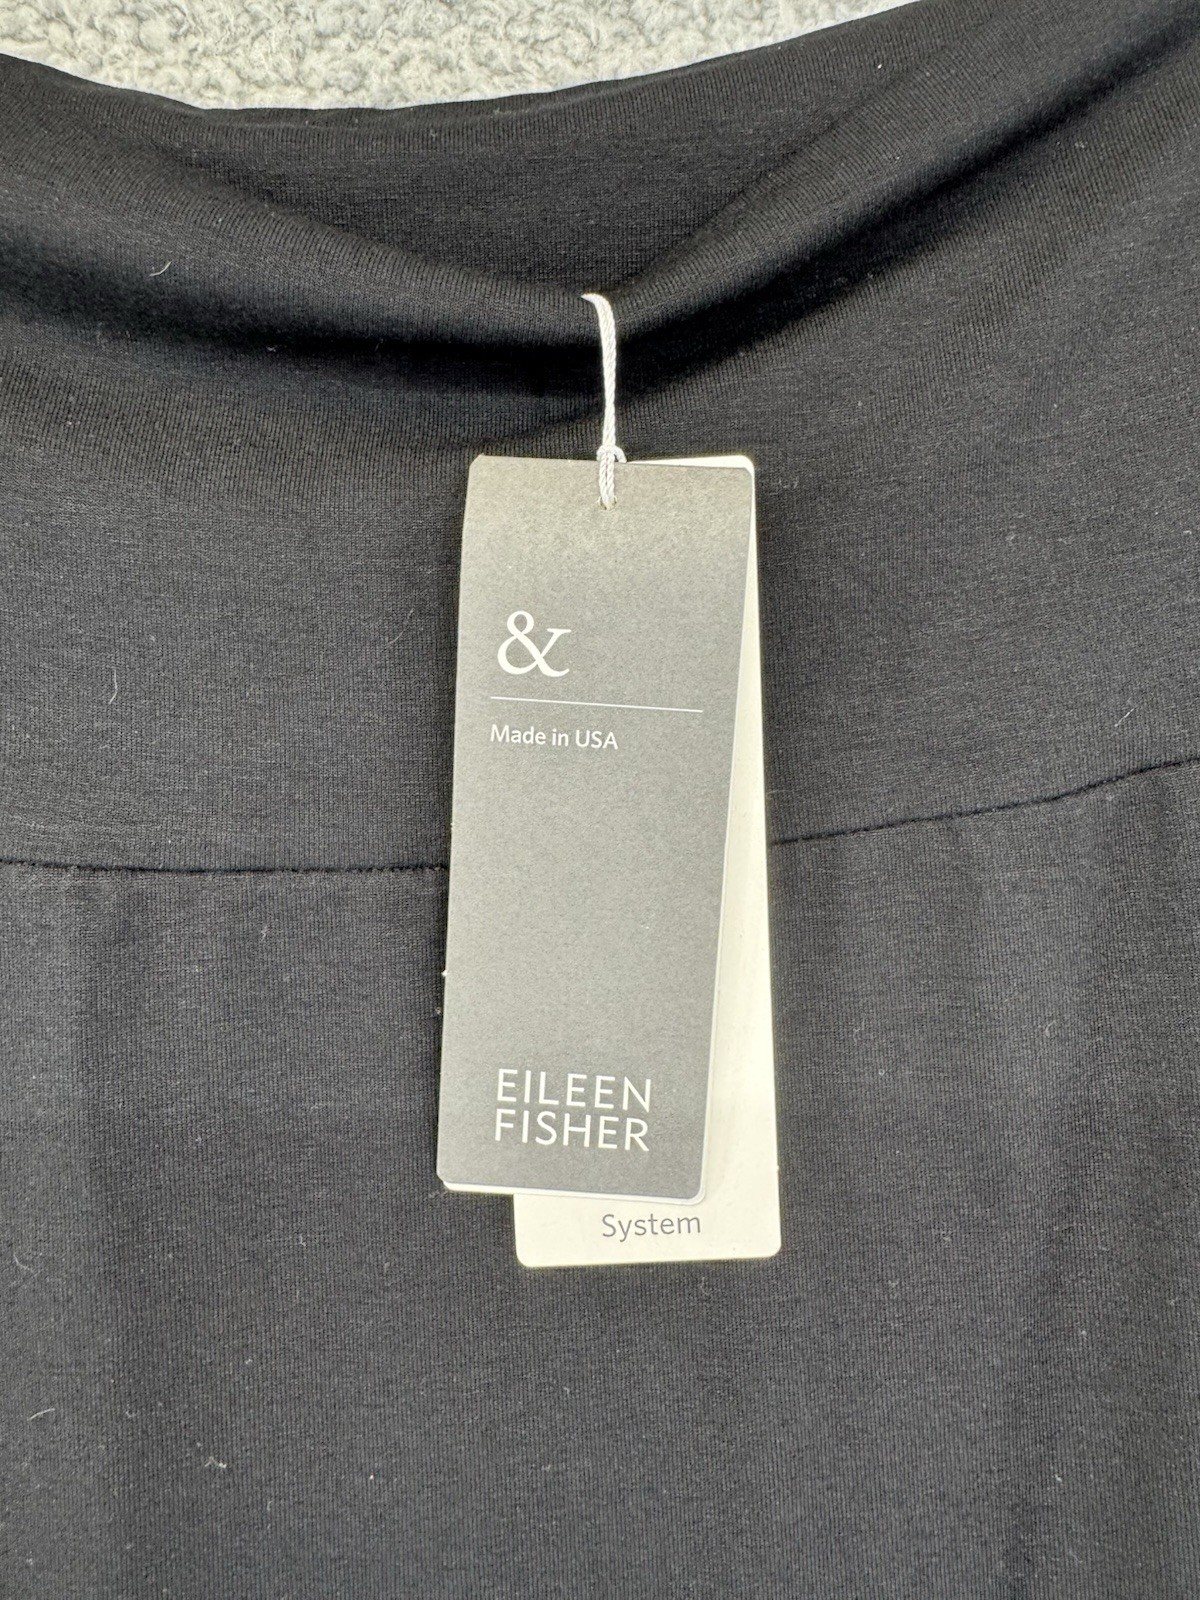 &
Made in USA
EILEEN
FISHER
System